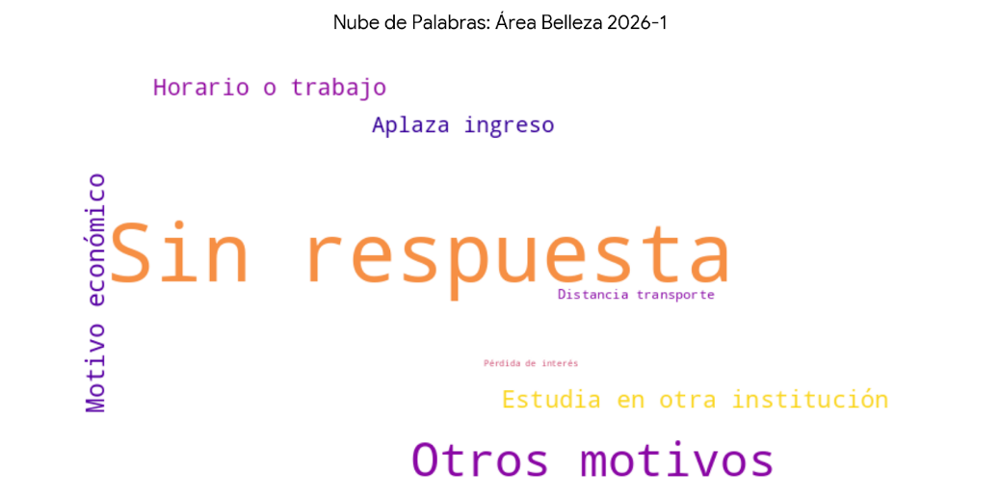 Nube de Palabras: Área Belleza 2026-1
Horario o trabajo
Aplaza ingreso
Motivo económico
Sin respuesta
Distancia transporte
Pérdida de interés
Estudia en otra institución
Otros motivos